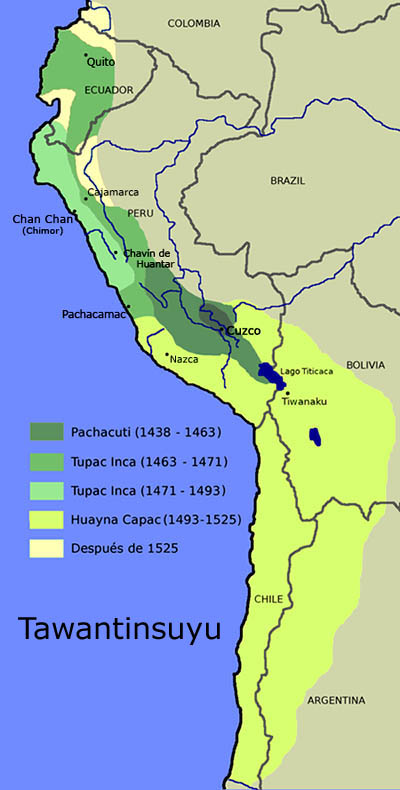 COLOMBIA
Quito
ECUADOR
BRAZIL
Cajamarca
PERU
Chan Chan
(Chimor)
Chavín de
Huantar
Pachacamac
Cuzco
Nazca
Lago Titicaca
BOLIVIA
Tiwanaku
Pachacuti (1438 - 1463)
Tupac Inca (1463 - 1471)
Tupac Inca (1471 - 1493)
Huayna Capac (1493-1525)
Después de 1525
CHILE
Tawantinsuyu
ARGENTINA